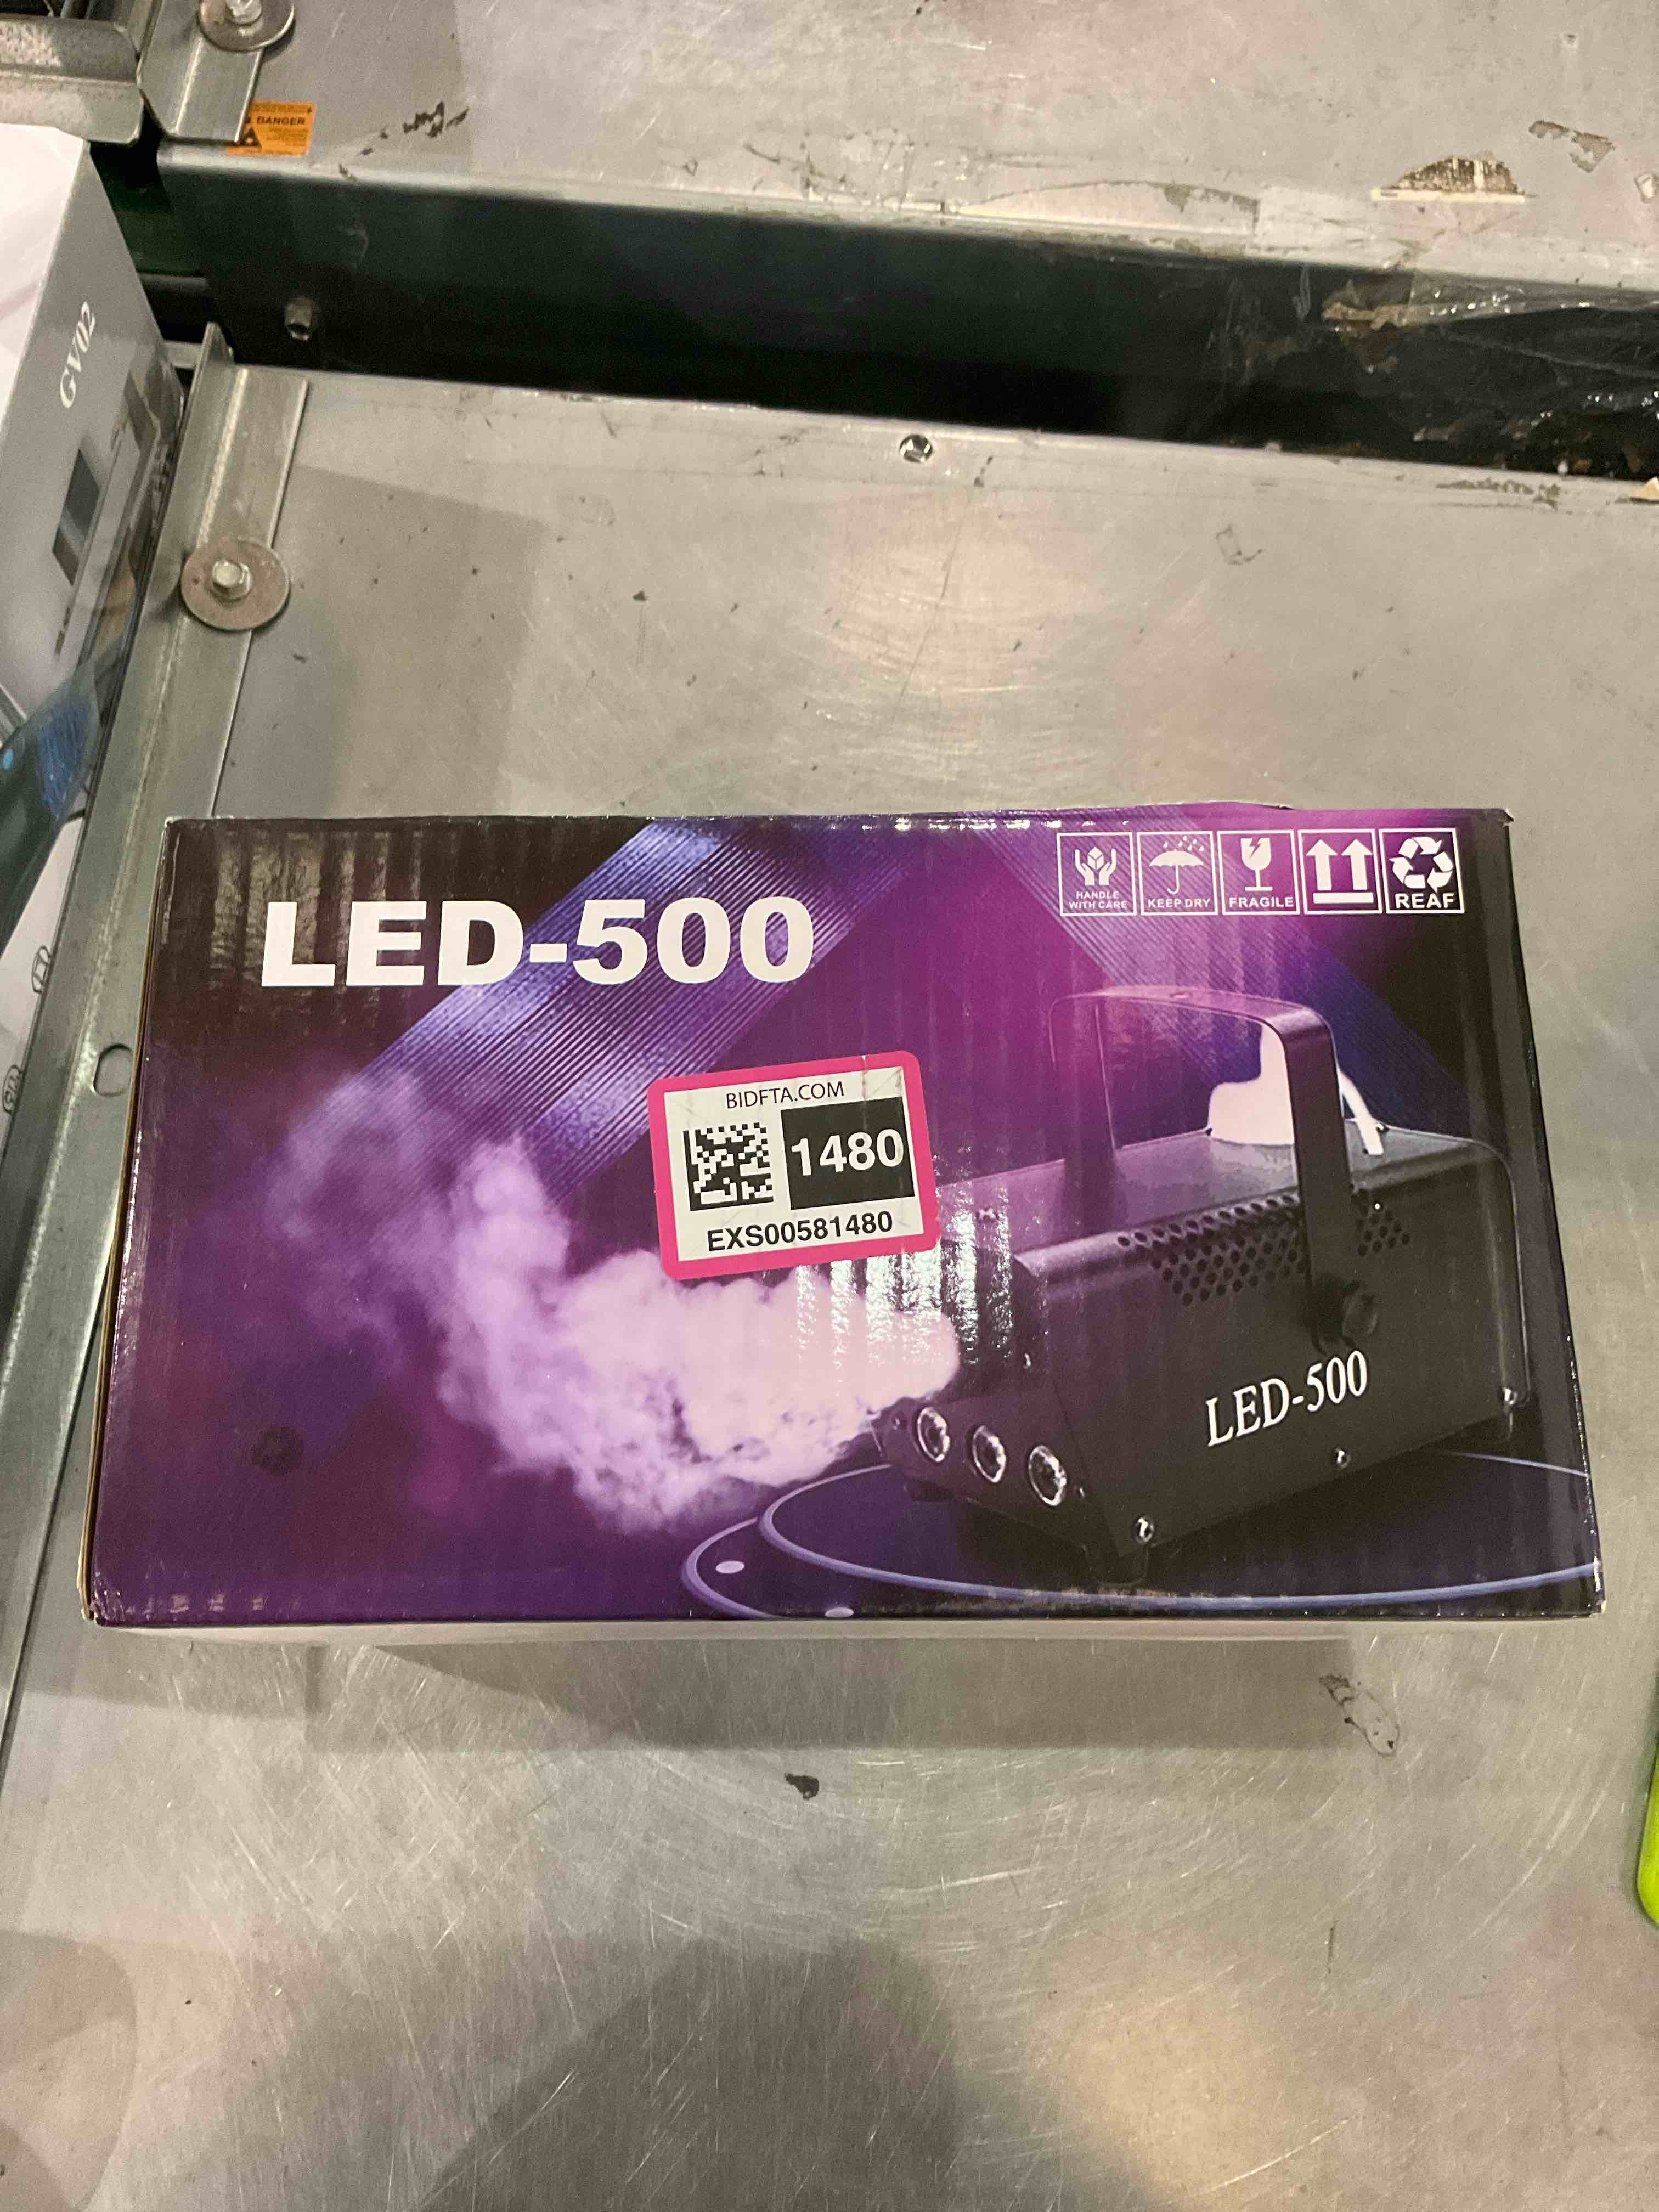 DANGER
GV02
LED-500
HANDLE
WITH CARE
KEEP DRY
FRAGILE
REAF
BIDFTA.COM
1480
EXS00581480
LED-500